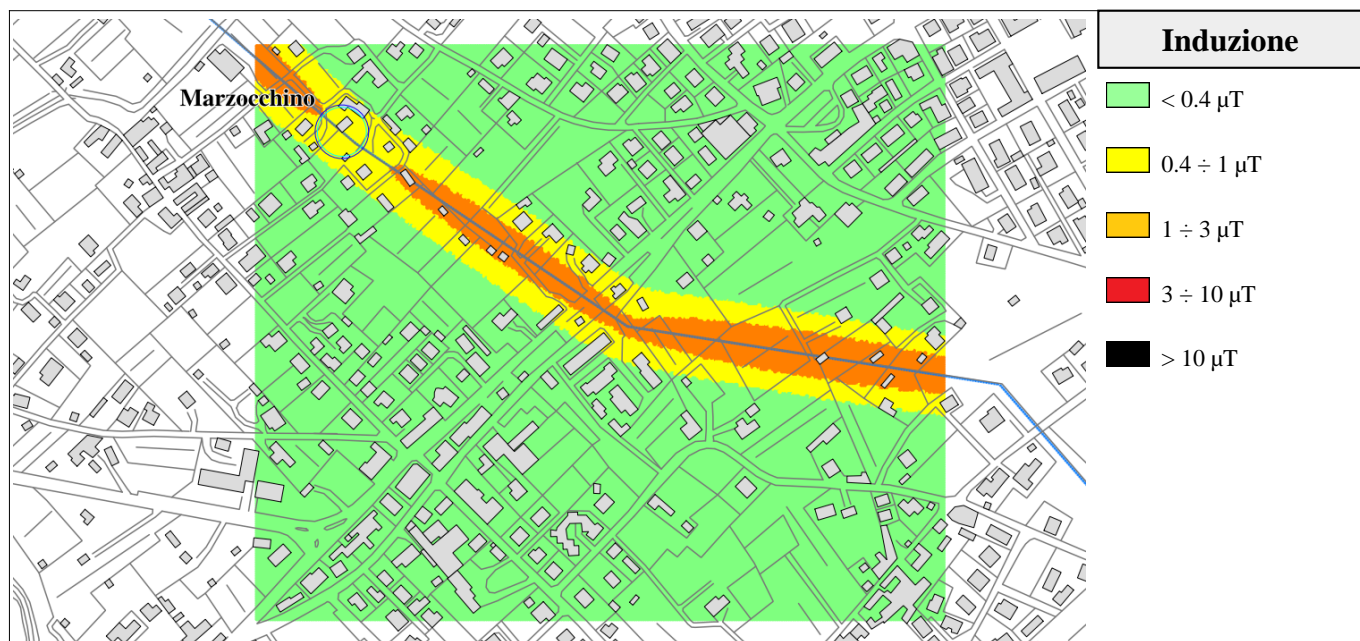 Induzione
Marzocchino
< 0.4 µT
0.4 ÷ 1 µT
1 ÷ 3 µT
3 ÷ 10 µT
> 10 µT